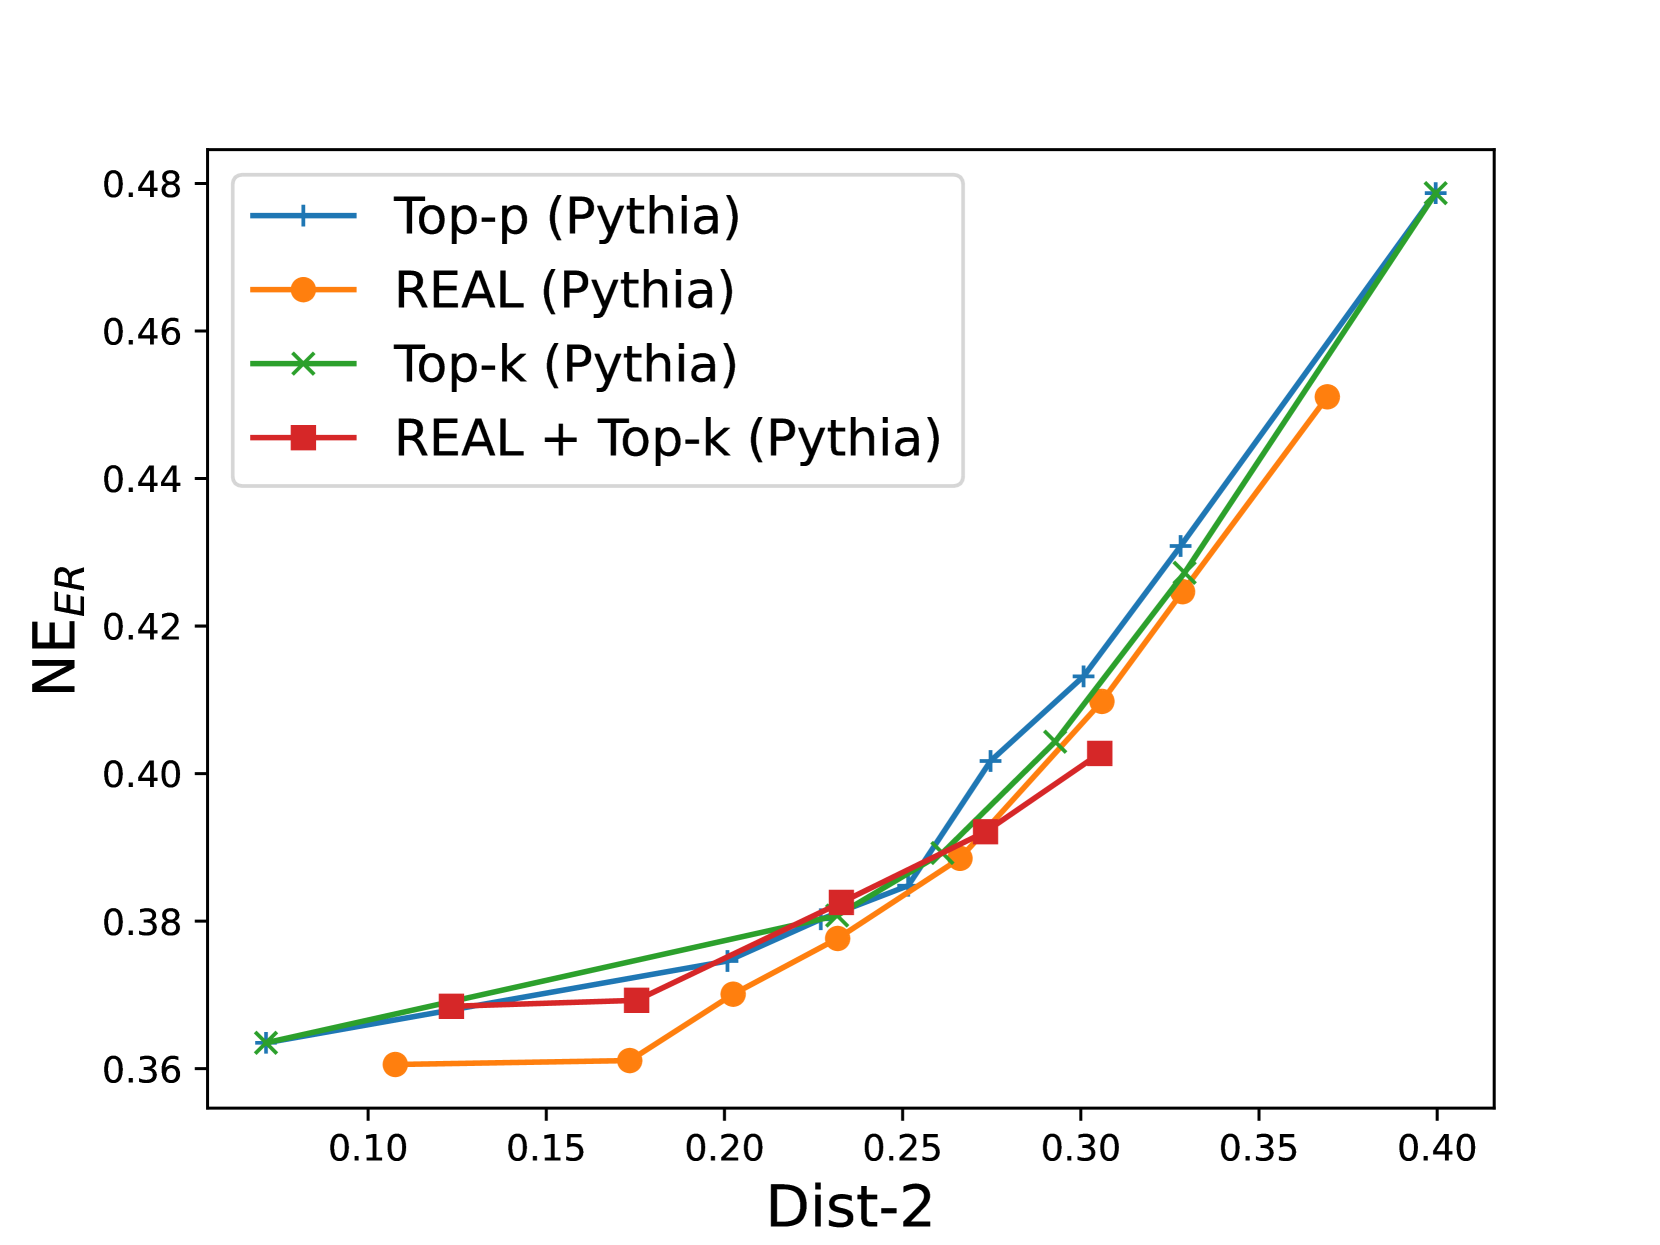 0.48
0.46
0.44
0.42
0.40
0.38
0.36
NE_ER
Top-p (Pythia)
REAL (Pythia)
Top-k (Pythia)
REAL + Top-k (Pythia)
0.10 0.15 0.20 0.25 0.30 0.35 0.40
Dist-2